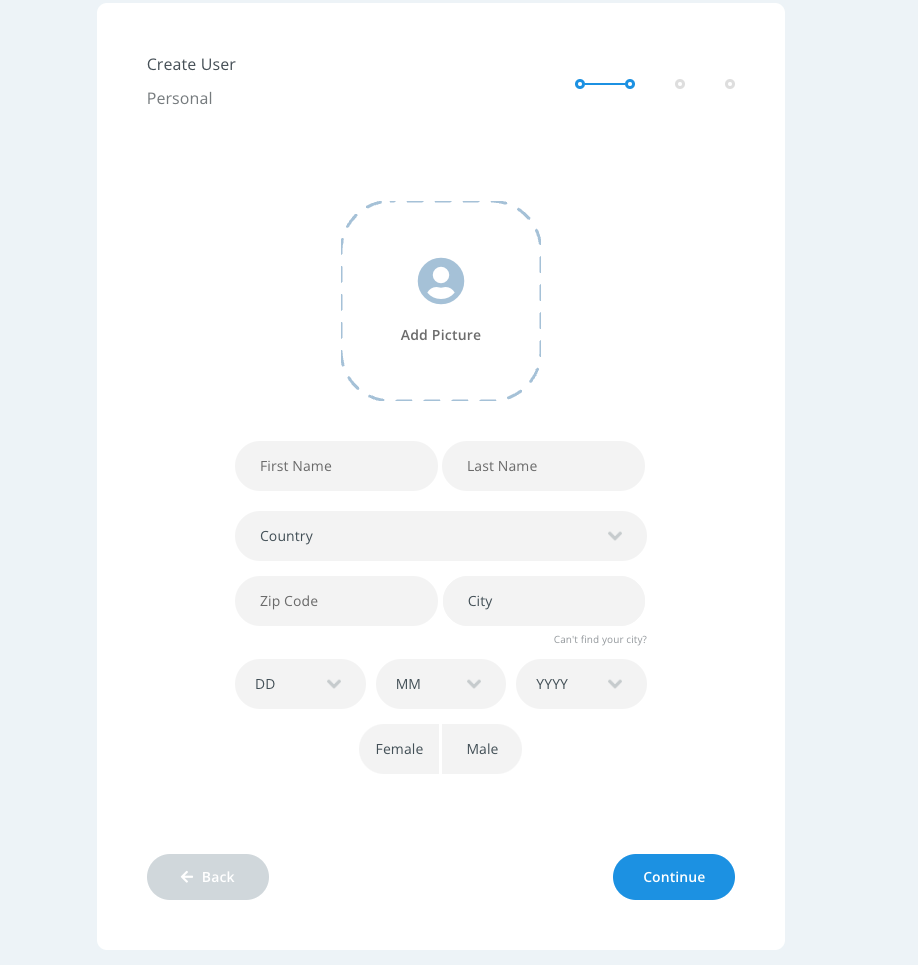 Create User
Personal
Add Picture
First Name Last Name
Country
Zip Code City
Can't find your city?
DD MM YYYY
Female Male
Back Continue